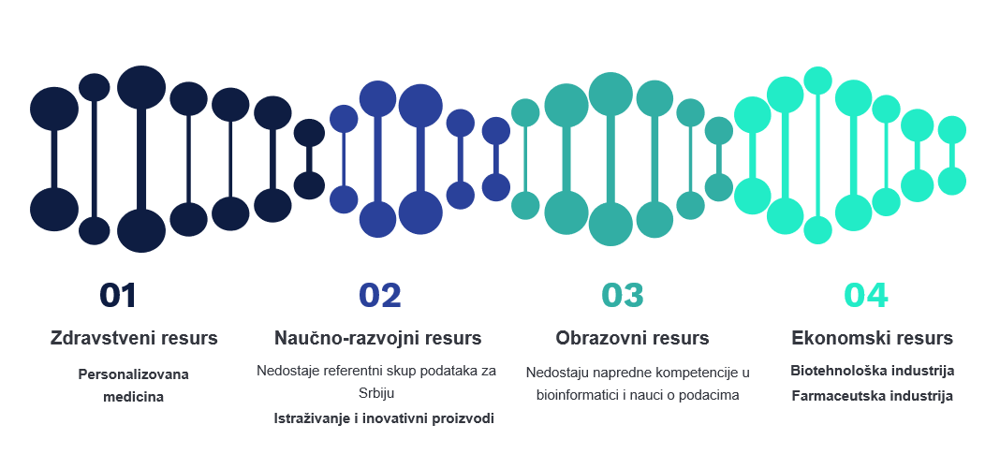 01
Zdravstveni resurs
Personalizovana
medicina
02
Naučno-razvojni resurs
Nedostaje referentni skup podataka za
Srbiju
Istraživanje i inovativni proizvodi
03
Obrazovni resurs
Nedostaju napredne kompetencije u
bioinformatici i nauci o podacima
04
Ekonomski resurs
Biotehnološka industrija
Farmaceutska industrija